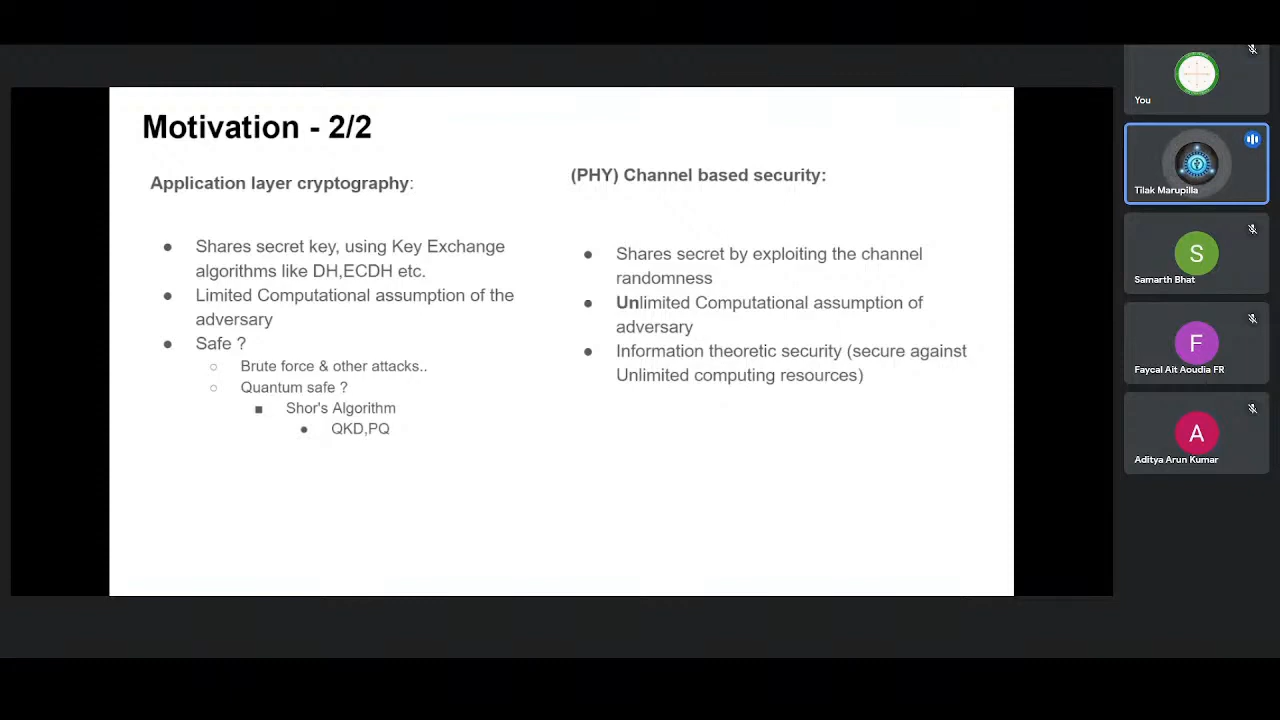 Motivation - 2/2
Application layer cryptography:
Shares secret key, using Key Exchange
algorithms like DH,ECDH etc.
Limited Computational assumption of the
adversary
Safe ?
Brute force & other attacks..
Quantum safe ?
Shor's Algorithm
QKD,PQ
(PHY) Channel based security:
Shares secret by exploiting the channel
randomness
Unlimited Computational assumption of
adversary
Information theoretic security (secure against
Unlimited computing resources)
You
Tilak Marupilla
S
Samarth Bhat
F
Faycal Ait Aoudia FR
A
Aditya Arun Kumar